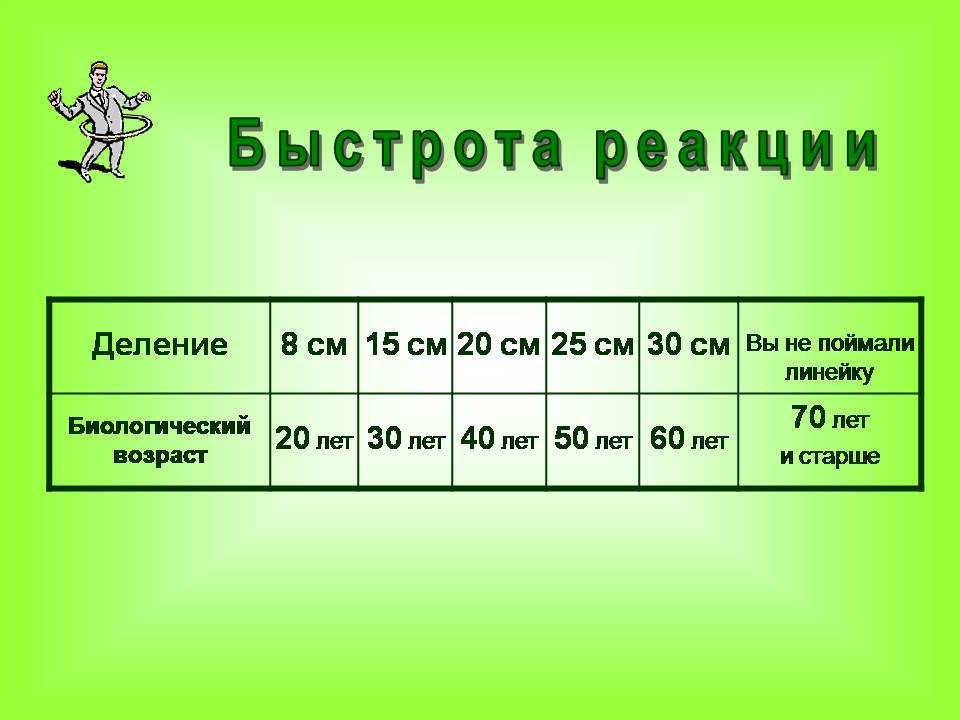 Быстрота реакции
Деление 8 см 15 см 20 см 25 см 30 см Вы не поймали линейку
Биологический возраст 20 лет 30 лет 40 лет 50 лет 60 лет 70 лет и старше